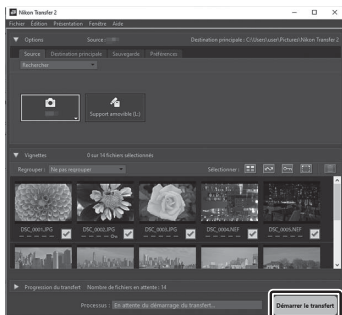 Nikon Transfer 2
Fichier Édition Présentation Fenêtre Aide
Options Source : Destination principale : C:\Users\user\Pictures\Nikon Transfer 2
Source Destination principale Sauvegarde Préférences
Rechercher
Support amovible (L:)
Vignettes 0 sur 14 fichiers sélectionnés
Regrouper : Ne pas regrouper Sélectionner :
DSC_0001.JPG DSC_0002.JPG DSC_0003.JPG DSC_0004.NEF DSC_0005.NEF
Progression du transfert Nombre de fichiers en attente : 14
Processus : En attente du démarrage du transfert...
Démarrer le transfert